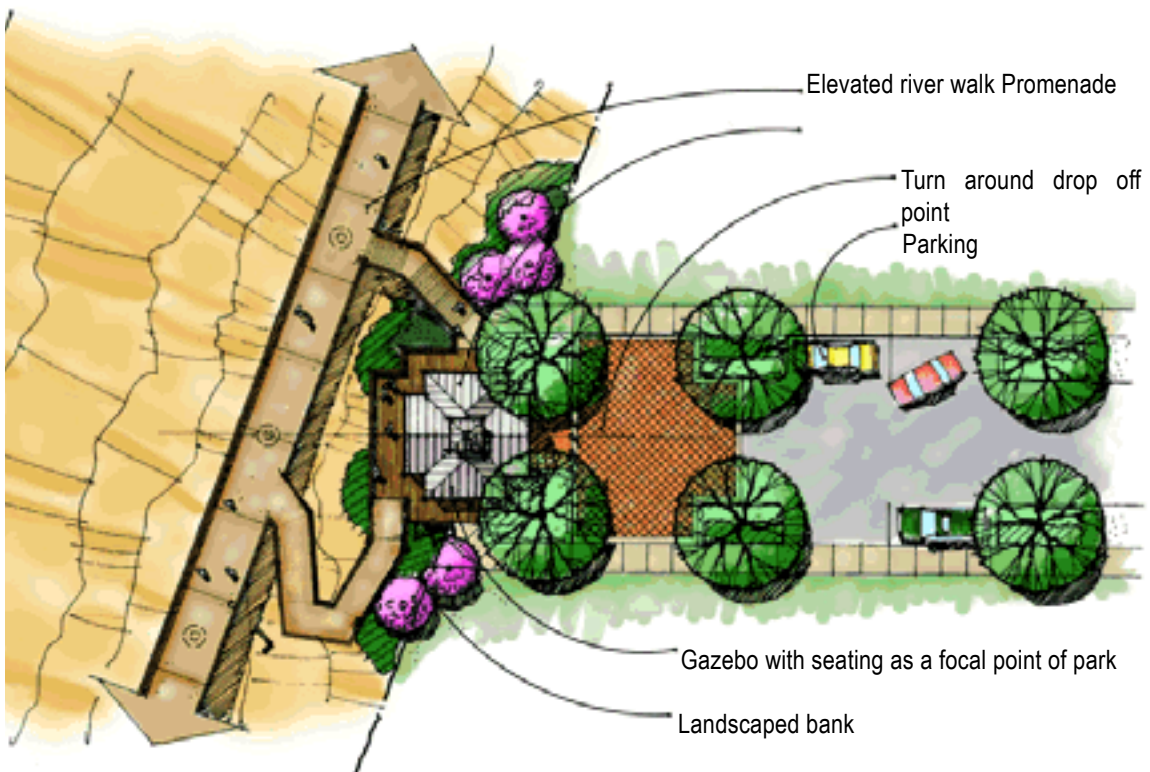 Elevated river walk Promenade
Turn around drop off
point
Parking
Gazebo with seating as a focal point of park
Landscaped bank